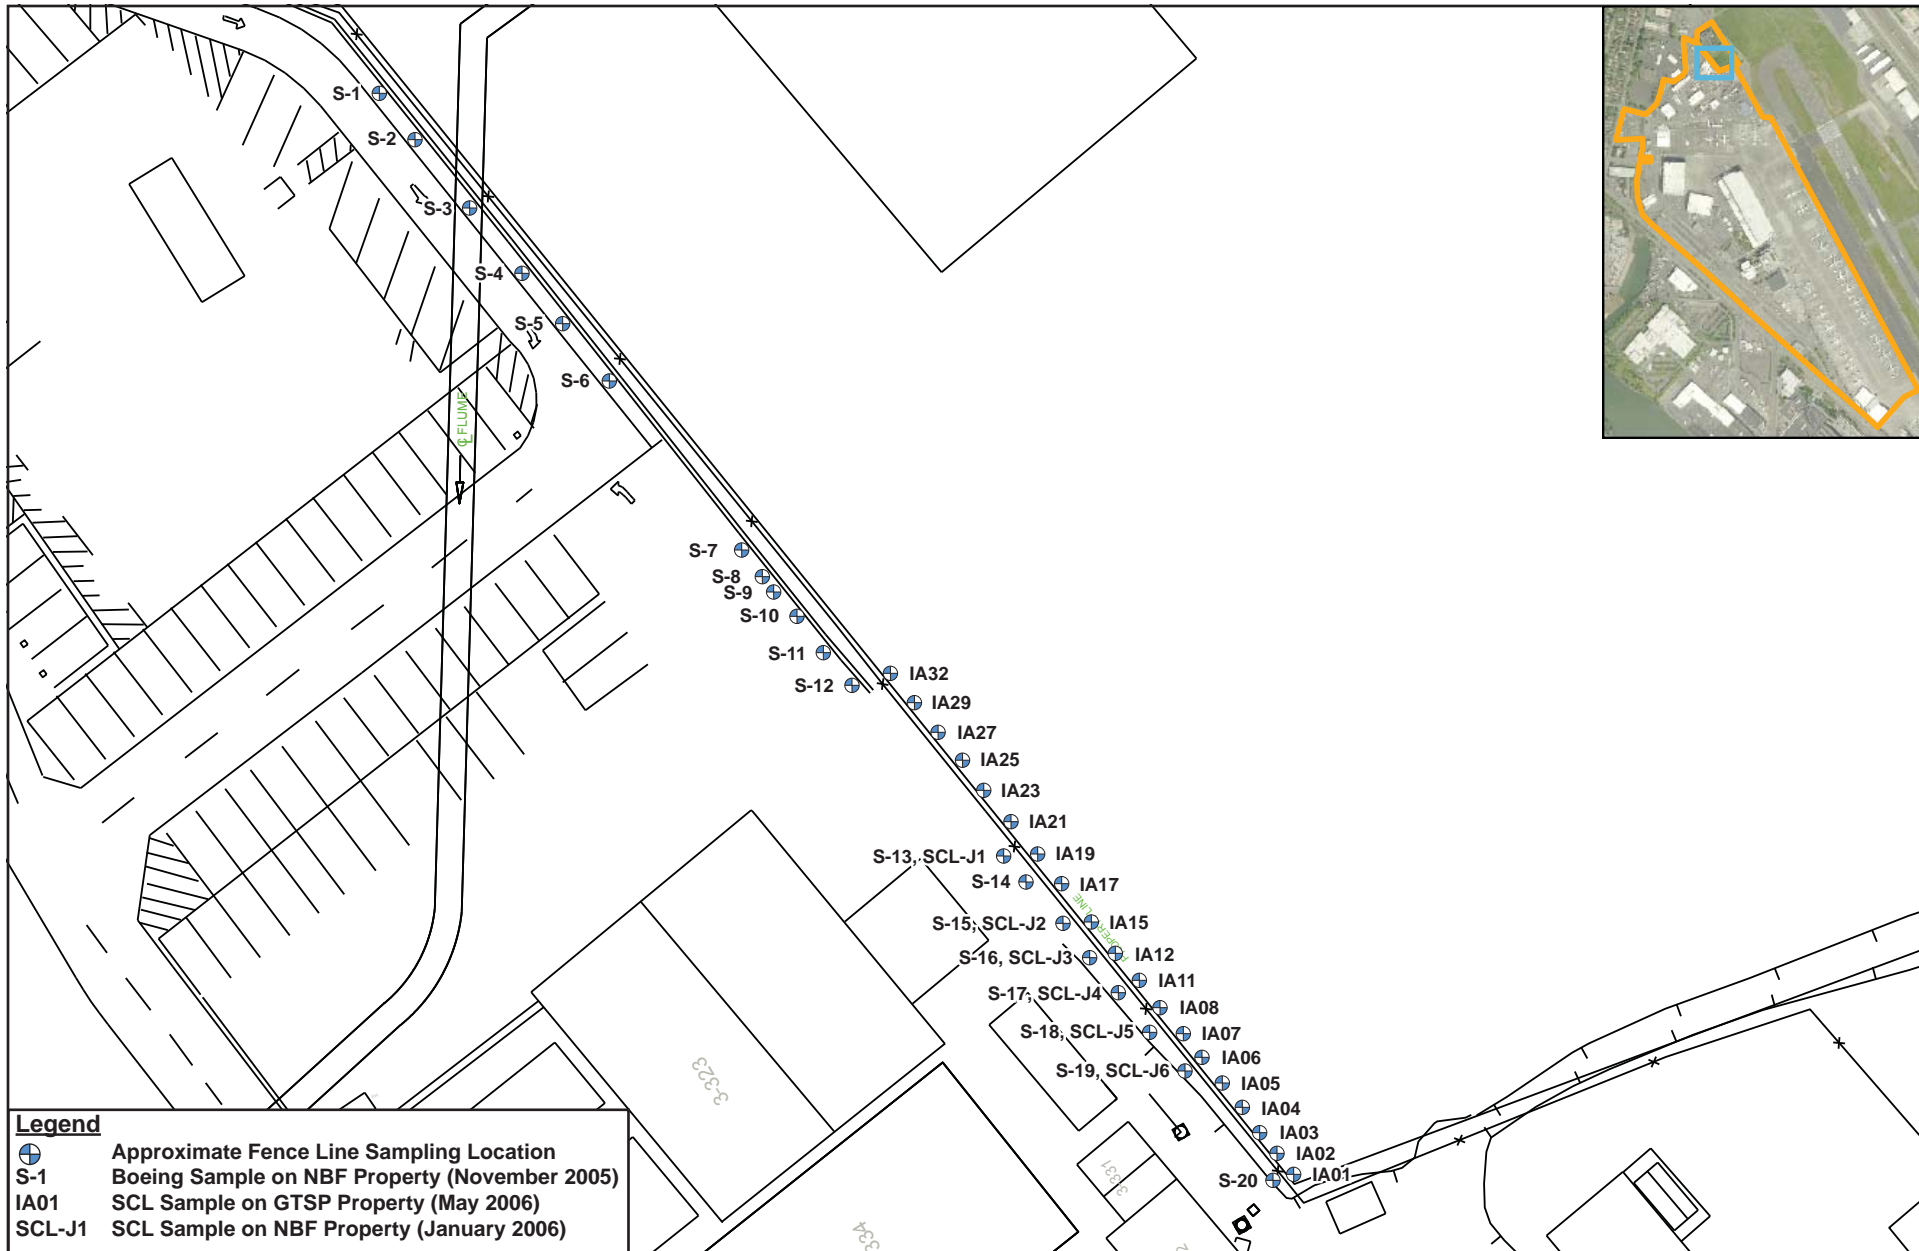 S-1
S-2
S-3
S-4
S-5
S-6
℄ FLUME
S-7
S-8
S-9
S-10
S-11
S-12
IA32
IA29
IA27
IA25
IA23
IA21
S-13, SCL-J1
IA19
S-14
IA17
S-15, SCL-J2
IA15
S-16, SCL-J3
IA12
S-17, SCL-J4
IA11
IA08
S-18, SCL-J5
IA07
IA06
S-19, SCL-J6
IA05
IA04
IA03
IA02
S-20
IA01
LINE
3-323
3-331
334
Legend
Approximate Fence Line Sampling Location
S-1 Boeing Sample on NBF Property (November 2005)
IA01 SCL Sample on GTSP Property (May 2006)
SCL-J1 SCL Sample on NBF Property (January 2006)